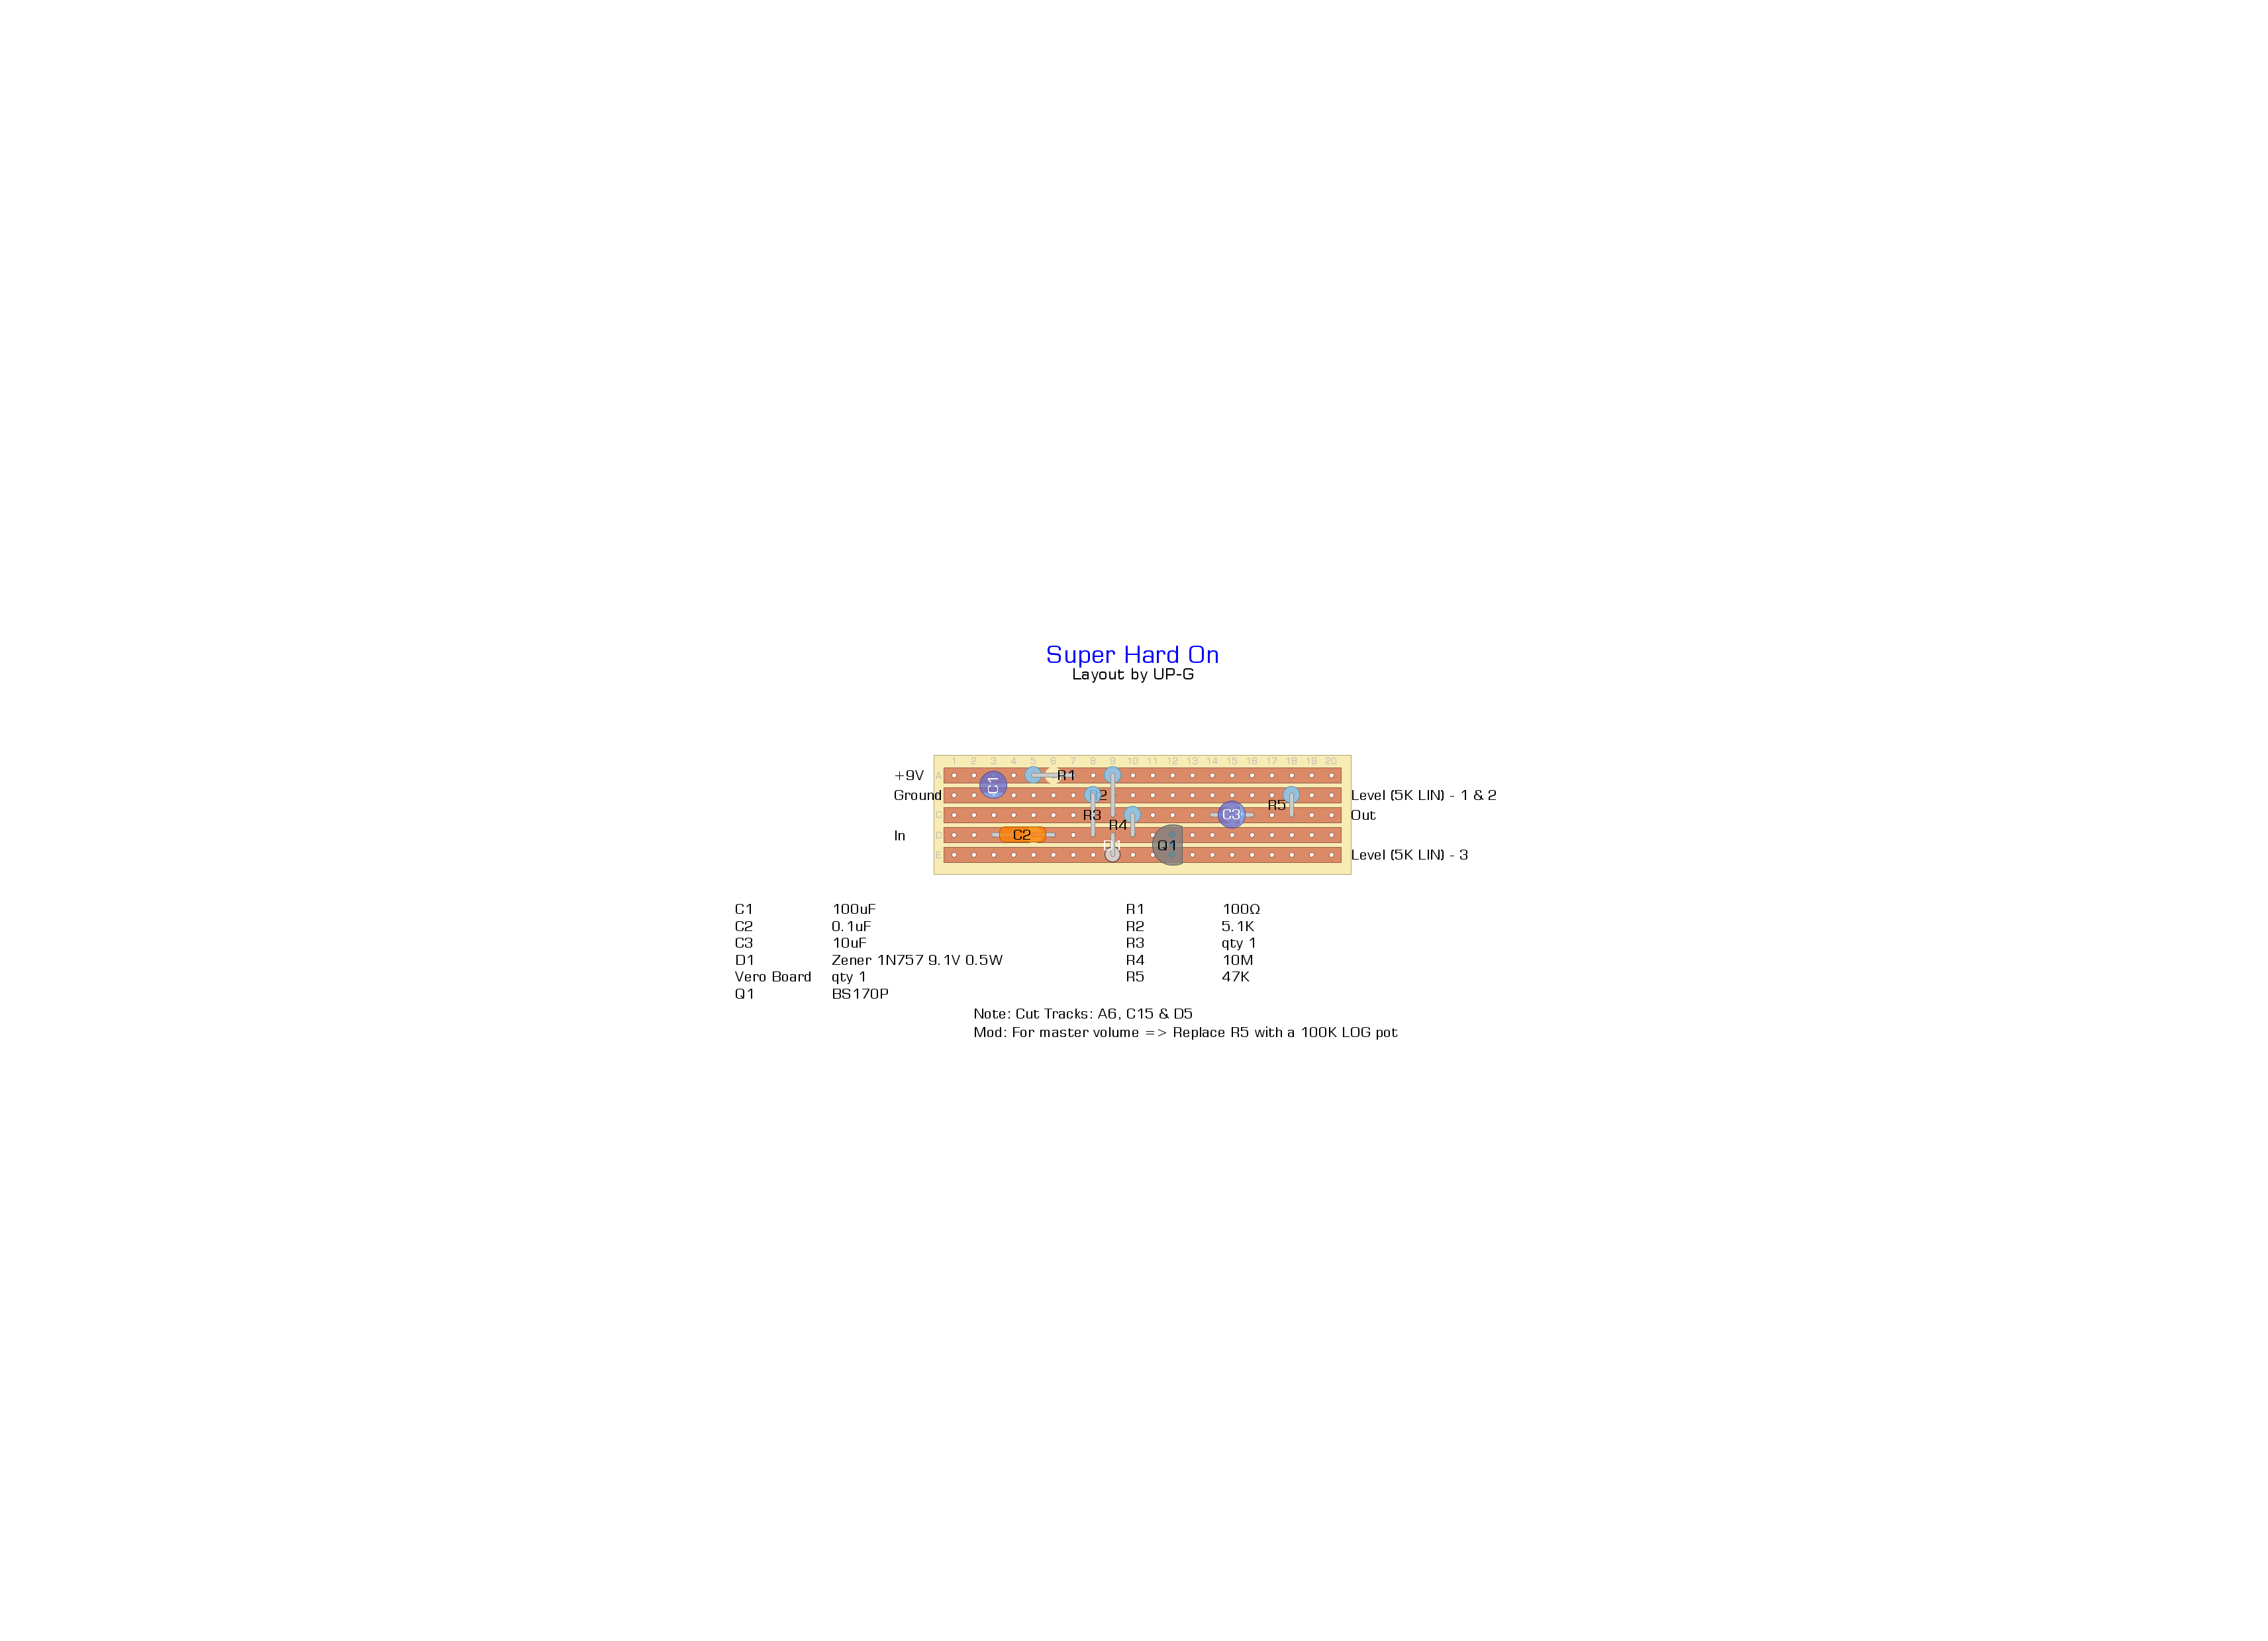 Super Hard On
Layout by UP-G
1 2 3 4 5 6 7 8 9 10 11 12 13 14 15 16 17 18 19 20
+9V A C1 R1
Ground 2 Level (5K LIN) - 1 & 2
R5
C R3 C3 Out
R4
In D C2
D1 Q1
E Level (5K LIN) - 3
C1 100uF R1 100Ω
C2 0.1uF R2 5.1K
C3 10uF R3 qty 1
D1 Zener 1N757 9.1V 0.5W R4 10M
Vero Board qty 1 R5 47K
Q1 BS170P
Note: Cut Tracks: A6, C15 & D5
Mod: For master volume => Replace R5 with a 100K LOG pot